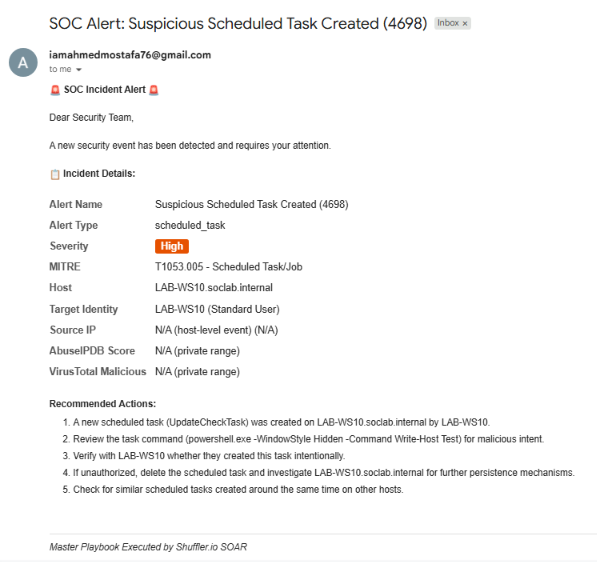 SOC Alert: Suspicious Scheduled Task Created (4698) Inbox x
A
iamahmedmostafa76@gmail.com
to me
🚨 SOC Incident Alert 🚨
Dear Security Team,
A new security event has been detected and requires your attention.
📋 Incident Details:
Alert Name Suspicious Scheduled Task Created (4698)
Alert Type scheduled_task
Severity High
MITRE T1053.005 - Scheduled Task/Job
Host LAB-WS10.soclab.internal
Target Identity LAB-WS10 (Standard User)
Source IP N/A (host-level event) (N/A)
AbuseIPDB Score N/A (private range)
VirusTotal Malicious N/A (private range)
Recommended Actions:
1. A new scheduled task (UpdateCheckTask) was created on LAB-WS10.soclab.internal by LAB-WS10.
2. Review the task command (powershell.exe -WindowStyle Hidden -Command Write-Host Test) for malicious intent.
3. Verify with LAB-WS10 whether they created this task intentionally.
4. If unauthorized, delete the scheduled task and investigate LAB-WS10.soclab.internal for further persistence mechanisms.
5. Check for similar scheduled tasks created around the same time on other hosts.
Master Playbook Executed by Shuffler.io SOAR